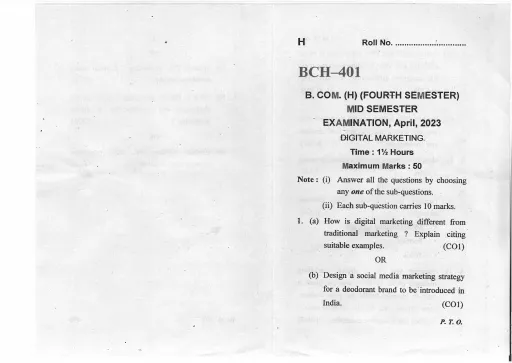 H Roll No. ..............................
BCH–401
B. COM. (H) (FOURTH SEMESTER)
MID SEMESTER
EXAMINATION, April, 2023
DIGITAL MARKETING
Time : 1½ Hours
Maximum Marks : 50
Note : (i) Answer all the questions by choosing
any one of the sub-questions.
(ii) Each sub-question carries 10 marks.
1. (a) How is digital marketing different from
traditional marketing ? Explain citing
suitable examples. (CO1)
OR
(b) Design a social media marketing strategy
for a deodorant brand to be introduced in
India. (CO1)
P. T. O.